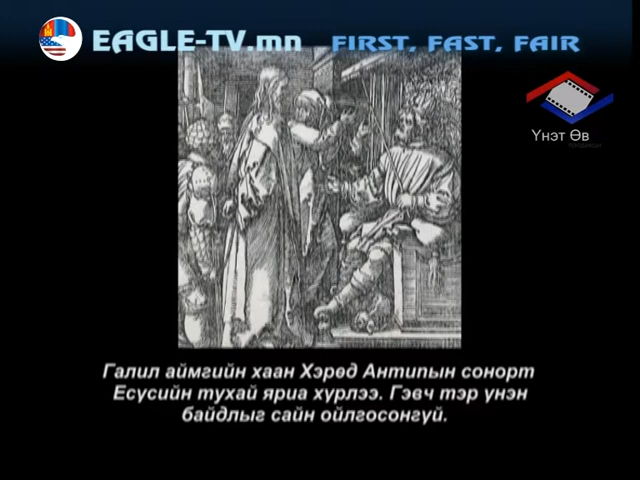 EAGLE-TV.mn FIRST, FAST, FAIR
Үнэт Өв
Галил аймгийн хаан Хэрөд Антипын сонорт
Есүсийн тухай яриа хүрлээ. Гэвч тэр үнэн
байдлыг сайн ойлгосонгүй.